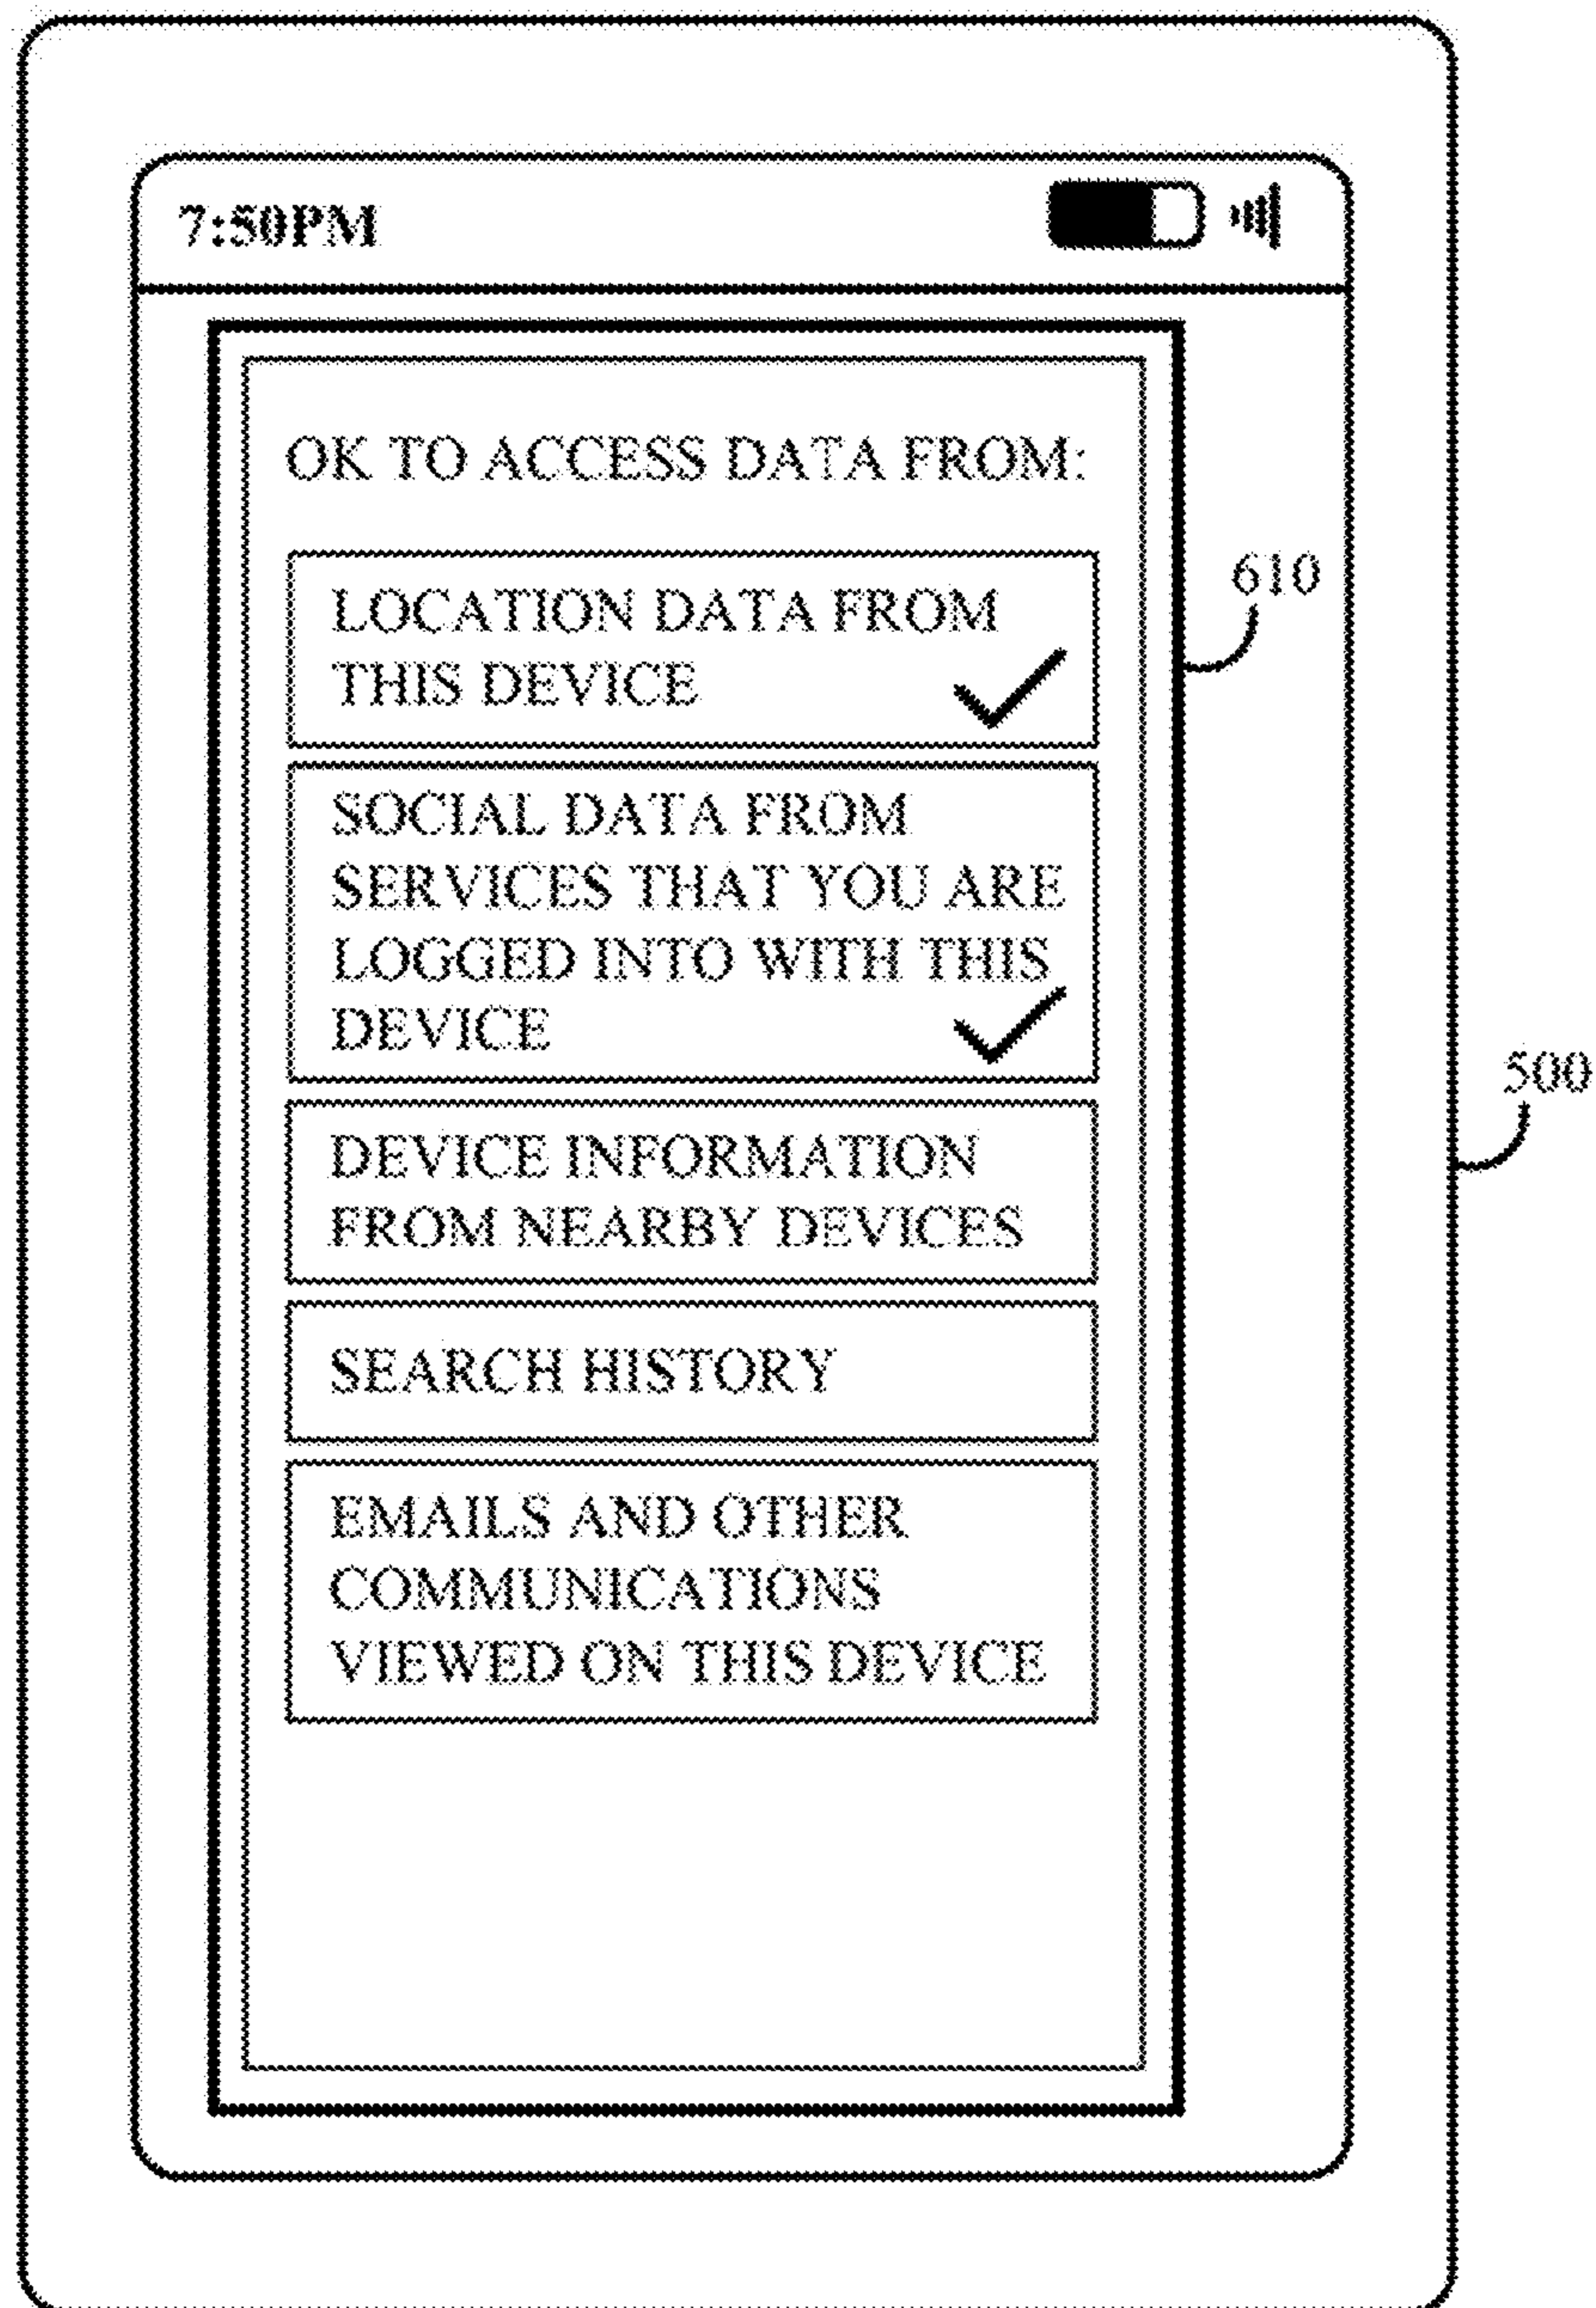 7:50PM
OK TO ACCESS DATA FROM:
LOCATION DATA FROM
THIS DEVICE
610
SOCIAL DATA FROM
SERVICES THAT YOU ARE
LOGGED INTO WITH THIS
DEVICE
500
DEVICE INFORMATION
FROM NEARBY DEVICES
SEARCH HISTORY
EMAILS AND OTHER
COMMUNICATIONS
VIEWED ON THIS DEVICE